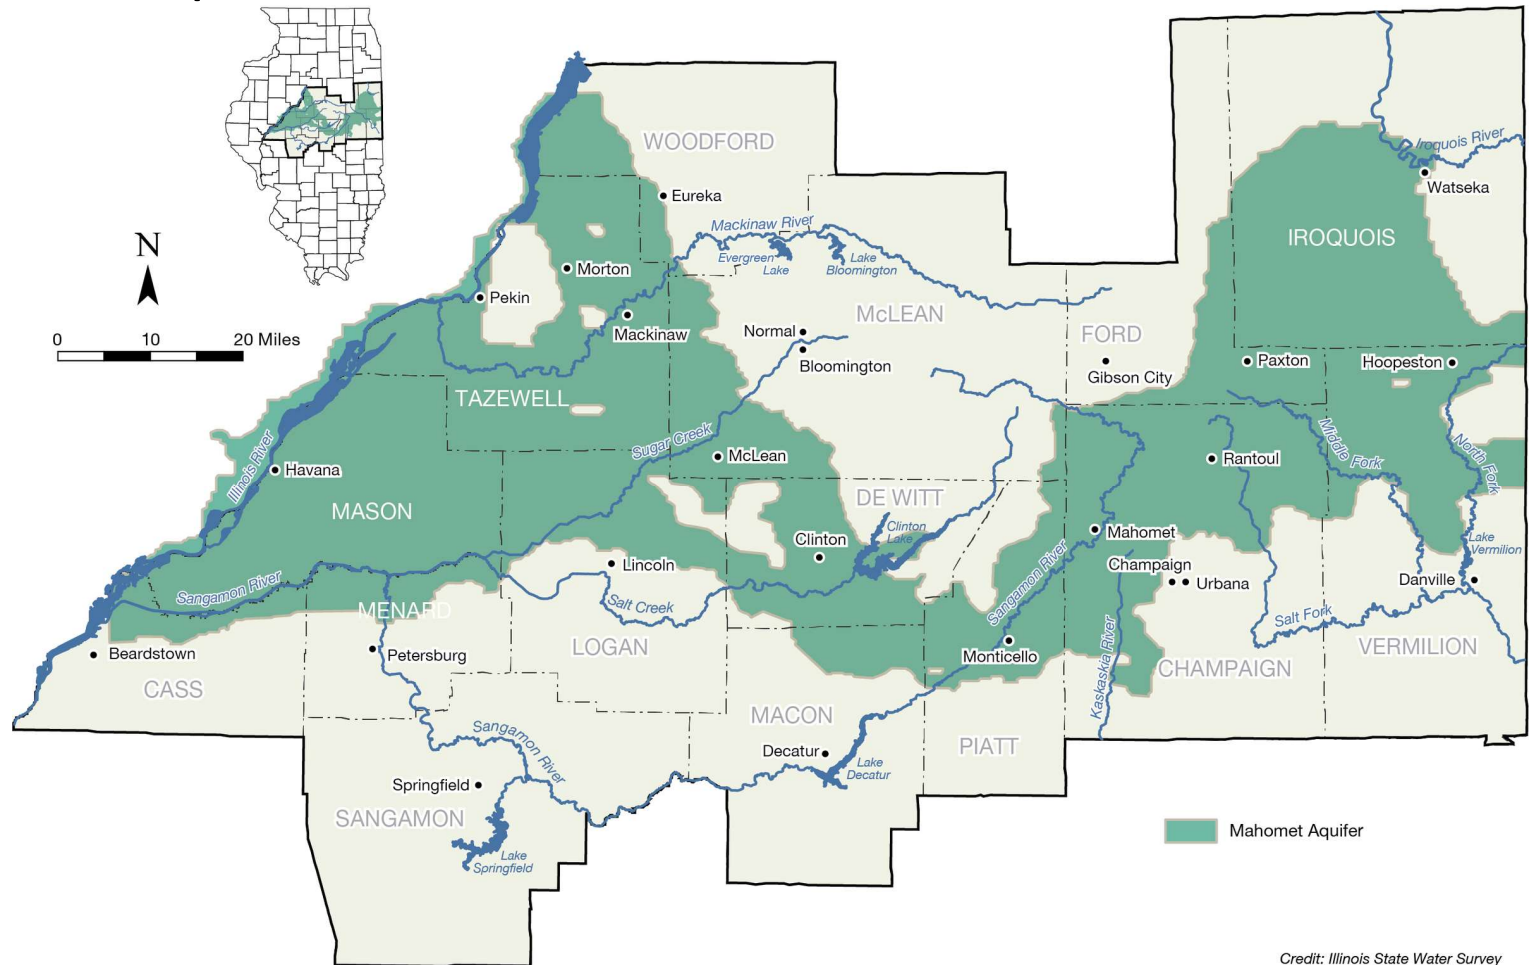 WOODFORD
Iroquois River
Watseka
Eureka
Mackinaw River
IROQUOIS
N
Evergreen
Lake
Lake
Bloomington
Morton
Pekin
McLEAN
0 10 20 Miles
Mackinaw
Normal
Bloomington
FORD
Gibson City
Paxton
Hoopeston
TAZEWELL
Sugar Creek
McLean
Illinois River
Havana
Rantoul
Middle Fork
North Fork
MASON
DE WITT
Clinton
Lake
Clinton
Mahomet
Lake
Vermilion
Lincoln
Champaign
Urbana
Danville
Sangamon River
MENARD
Salt Creek
Sangamon River
Salt Fork
Beardstown
Petersburg
LOGAN
Monticello
Kaskaskia River
CHAMPAIGN
VERMILION
CASS
MACON
PIATT
Sangamon River
Decatur
Lake
Decatur
Springfield
SANGAMON
Lake
Springfield
Mahomet Aquifer
Credit: Illinois State Water Survey